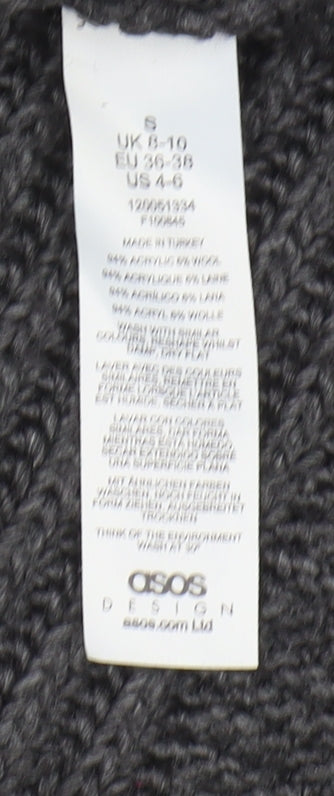 S
UK 8-10
EU 36-38
US 4-6
120061334
F100845
MADE IN TURKEY
94% ACRYLIC 6% WOOL
94% ACRYLIQUE 6% LAINE
94% ACRÍLICO 6% LANA
94% ACRYL 6% WOLLE
WASH WITH SIMILAR
COLOURS, RESHAPE WHILST
DAMP, DRY FLAT
LAVER AVEC DES COULEURS
SIMILAIRES, REMETTRE EN
FORME LORSQUE L'ARTICLE
EST HUMIDE, SÉCHER À PLAT
LAVAR CON COLORES
SIMILARES, DAR FORMA
MIENTRAS ESTÁ HÚMEDO,
SECAR EXTENDIDO SOBRE
UNA SUPERFICIE PLANA
MIT ÄHNLICHEN FARBEN
WASCHEN, NOCH FEUCHT IN
FORM ZIEHEN, AUSGEBREITET
TROCKNEN
THINK OF THE ENVIRONMENT
WASH AT 30°
asos
DESIGN
asos.com Ltd